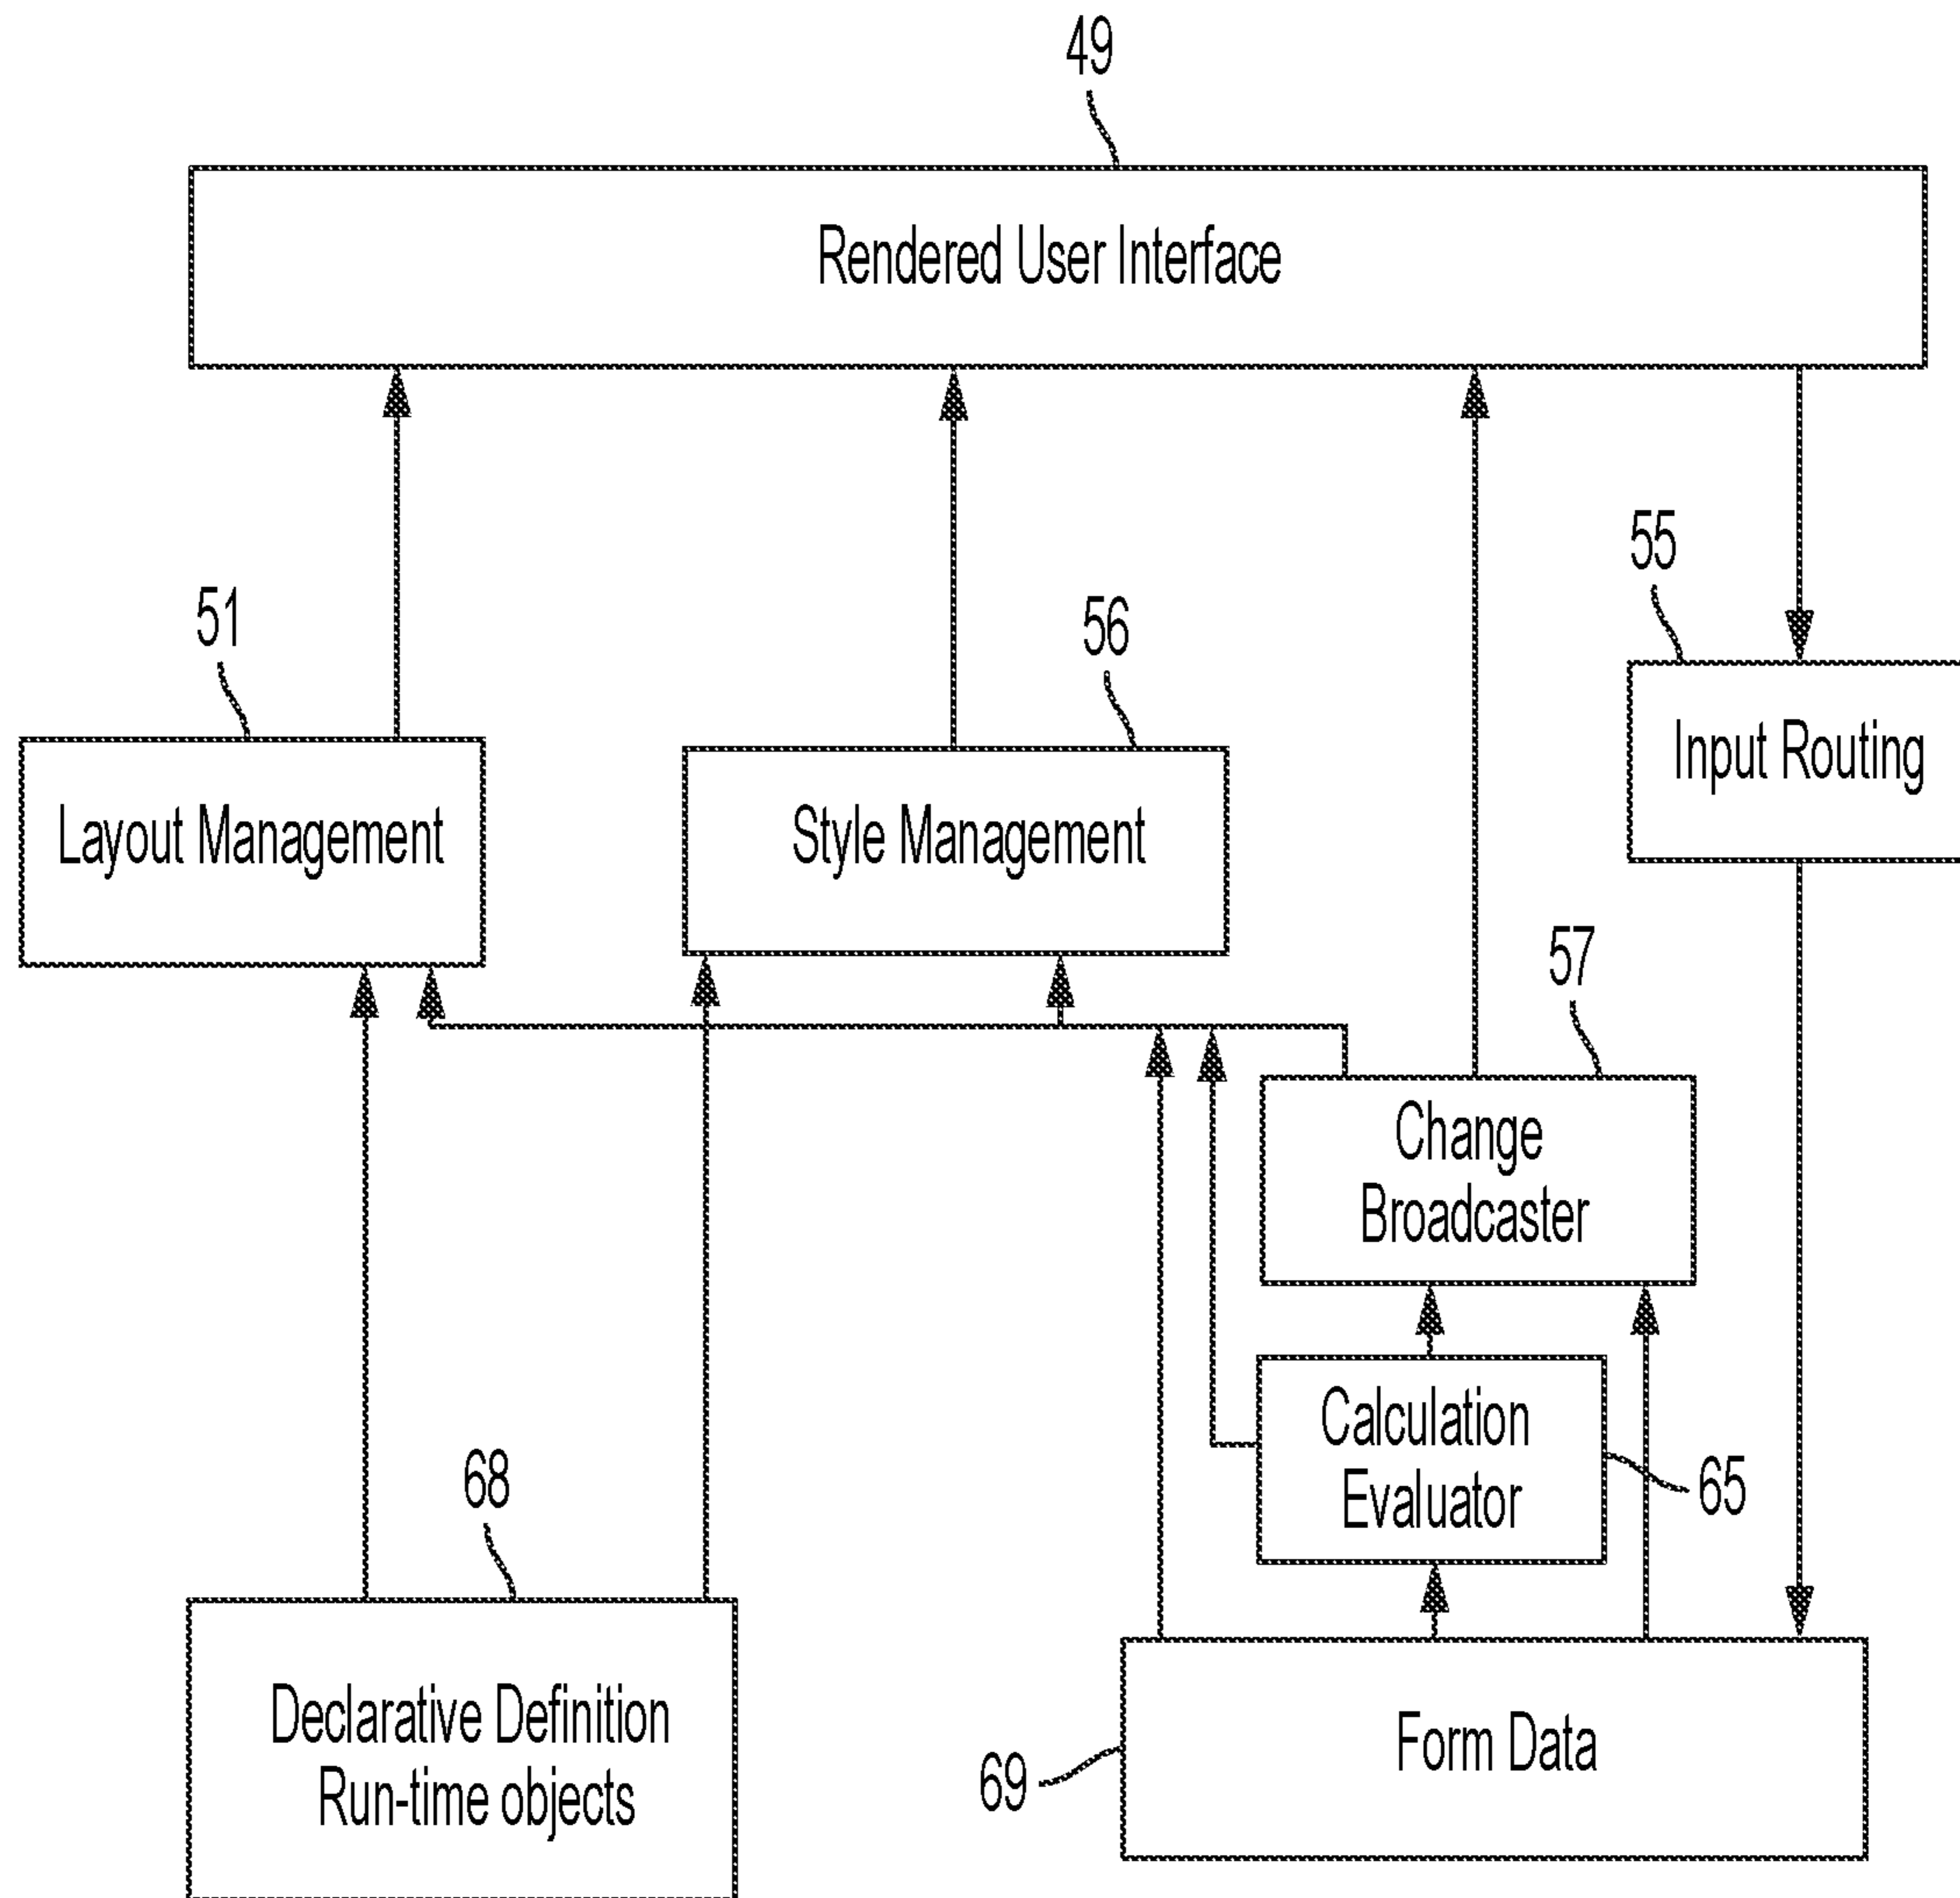 49
Rendered User Interface
55
51
56
Input Routing
Layout Management
Style Management
57
Change
Broadcaster
Calculation
Evaluator
65
68
Declarative Definition
Run-time objects
Form Data
69